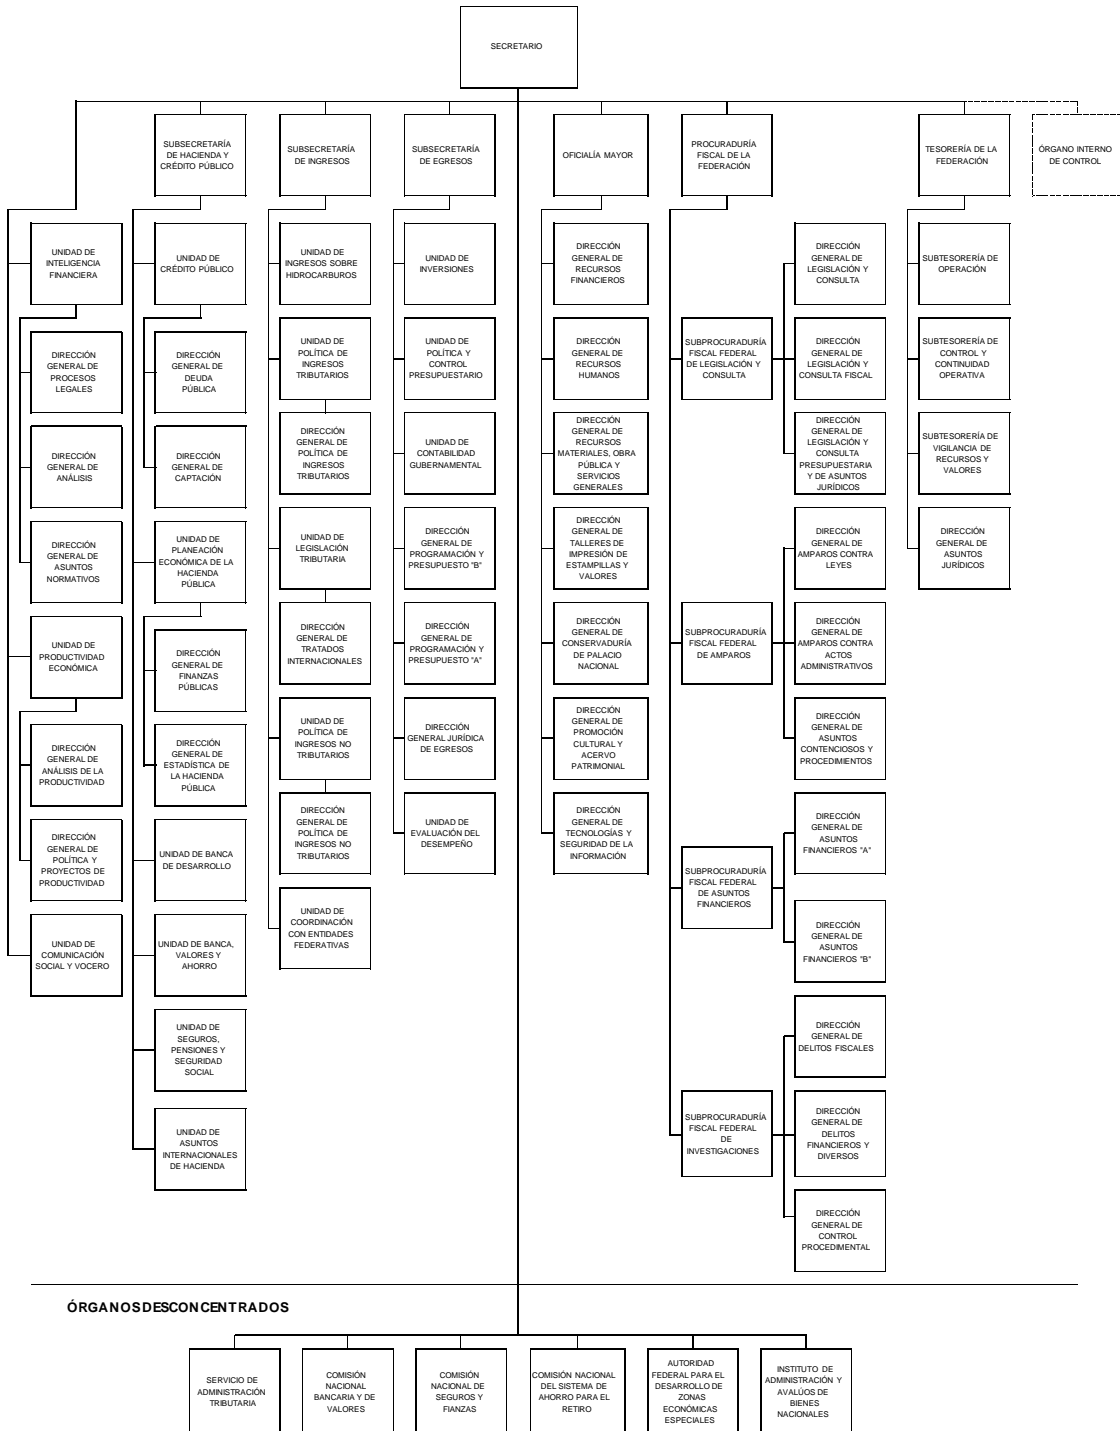 SECRETARIO
SUBSECRETARÍA
DE HACIENDA Y
CRÉDITO PÚBLICO
SUBSECRETARÍA
DE INGRESOS
SUBSECRETARÍA
DE EGRESOS
OFICIALÍA MAYOR
PROCURADURÍA
FISCAL DE LA
FEDERACIÓN
TESORERÍA DE LA
FEDERACIÓN
ÓRGANO INTERNO
DE CONTROL
UNIDAD DE
INTELIGENCIA
FINANCIERA
DIRECCIÓN
GENERAL DE
PROCESOS
LEGALES
DIRECCIÓN
GENERAL DE
ANÁLISIS
DIRECCIÓN
GENERAL DE
ASUNTOS
NORMATIVOS
UNIDAD DE
PRODUCTIVIDAD
ECONÓMICA
DIRECCIÓN
GENERAL DE
ANÁLISIS DE LA
PRODUCTIVIDAD
DIRECCIÓN
GENERAL DE
POLÍTICA Y
PROYECTOS DE
PRODUCTIVIDAD
UNIDAD DE
COMUNICACIÓN
SOCIAL Y VOCERO
UNIDAD DE
CRÉDITO PÚBLICO
DIRECCIÓN
GENERAL DE
DEUDA
PÚBLICA
DIRECCIÓN
GENERAL DE
CAPTACIÓN
UNIDAD DE
PLANEACIÓN
ECONÓMICA DE LA
HACIENDA
PÚBLICA
DIRECCIÓN
GENERAL DE
FINANZAS
PÚBLICAS
DIRECCIÓN
GENERAL DE
ESTADÍSTICA DE
LA HACIENDA
PÚBLICA
UNIDAD DE BANCA
DE DESARROLLO
UNIDAD DE BANCA,
VALORES Y
AHORRO
UNIDAD DE
SEGUROS,
PENSIONES Y
SEGURIDAD
SOCIAL
UNIDAD DE
ASUNTOS
INTERNACIONALES
DE HACIENDA
UNIDAD DE
INGRESOS SOBRE
HIDROCARBUROS
UNIDAD DE
POLÍTICA DE
INGRESOS
TRIBUTARIOS
DIRECCIÓN
GENERAL DE
POLÍTICA DE
INGRESOS
TRIBUTARIOS
UNIDAD DE
LEGISLACIÓN
TRIBUTARIA
DIRECCIÓN
GENERAL DE
TRATADOS
INTERNACIONALES
UNIDAD DE
POLÍTICA DE
INGRESOS NO
TRIBUTARIOS
DIRECCIÓN
GENERAL DE
POLÍTICA DE
INGRESOS NO
TRIBUTARIOS
UNIDAD DE
COORDINACIÓN
CON ENTIDADES
FEDERATIVAS
UNIDAD DE
INVERSIONES
UNIDAD DE
POLÍTICA Y
CONTROL
PRESUPUESTARIO
UNIDAD DE
CONTABILIDAD
GUBERNAMENTAL
DIRECCIÓN
GENERAL DE
PROGRAMACIÓN Y
PRESUPUESTO "B"
DIRECCIÓN
GENERAL DE
PROGRAMACIÓN Y
PRESUPUESTO "A"
DIRECCIÓN
GENERAL JURÍDICA
DE EGRESOS
UNIDAD DE
EVALUACIÓN DEL
DESEMPEÑO
DIRECCIÓN
GENERAL DE
RECURSOS
FINANCIEROS
DIRECCIÓN
GENERAL DE
RECURSOS
HUMANOS
DIRECCIÓN
GENERAL DE
RECURSOS
MATERIALES, OBRA
PÚBLICA Y
SERVICIOS
GENERALES
DIRECCIÓN
GENERAL DE
TALLERES DE
IMPRESIÓN DE
ESTAMPILLAS Y
VALORES
DIRECCIÓN
GENERAL DE
CONSERVADURÍA
DE PALACIO
NACIONAL
DIRECCIÓN
GENERAL DE
PROMOCIÓN
CULTURAL Y
ACERVO
PATRIMONIAL
DIRECCIÓN
GENERAL DE
TECNOLOGÍAS Y
SEGURIDAD DE LA
INFORMACIÓN
SUBPROCURADURÍA
FISCAL FEDERAL
DE LEGISLACIÓN Y
CONSULTA
SUBPROCURADURÍA
FISCAL FEDERAL
DE AMPAROS
SUBPROCURADURÍA
FISCAL FEDERAL
DE ASUNTOS
FINANCIEROS
SUBPROCURADURÍA
FISCAL FEDERAL
DE
INVESTIGACIONES
DIRECCIÓN
GENERAL DE
LEGISLACIÓN Y
CONSULTA
DIRECCIÓN
GENERAL DE
LEGISLACIÓN Y
CONSULTA FISCAL
DIRECCIÓN
GENERAL DE
LEGISLACIÓN Y
CONSULTA
PRESUPUESTARIA
Y DE ASUNTOS
JURÍDICOS
DIRECCIÓN
GENERAL DE
AMPAROS CONTRA
LEYES
DIRECCIÓN
GENERAL DE
AMPAROS CONTRA
ACTOS
ADMINISTRATIVOS
DIRECCIÓN
GENERAL DE
ASUNTOS
CONTENCIOSOS Y
PROCEDIMIENTOS
DIRECCIÓN
GENERAL DE
ASUNTOS
FINANCIEROS "A"
DIRECCIÓN
GENERAL DE
ASUNTOS
FINANCIEROS "B"
DIRECCIÓN
GENERAL DE
DELITOS FISCALES
DIRECCIÓN
GENERAL DE
DELITOS
FINANCIEROS Y
DIVERSOS
DIRECCIÓN
GENERAL DE
CONTROL
PROCEDIMENTAL
SUBTESORERÍA DE
OPERACIÓN
SUBTESORERÍA DE
CONTROL Y
CONTINUIDAD
OPERATIVA
SUBTESORERÍA DE
VIGILANCIA DE
RECURSOS Y
VALORES
DIRECCIÓN
GENERAL DE
ASUNTOS
JURÍDICOS
ÓRGANOS DESCONCENTRADOS
SERVICIO DE
ADMINISTRACIÓN
TRIBUTARIA
COMISIÓN
NACIONAL
BANCARIA Y DE
VALORES
COMISIÓN
NACIONAL DE
SEGUROS Y
FIANZAS
COMISIÓN NACIONAL
DEL SISTEMA DE
AHORRO PARA EL
RETIRO
AUTORIDAD
FEDERAL PARA EL
DESARROLLO DE
ZONAS
ECONÓMICAS
ESPECIALES
INSTITUTO DE
ADMINISTRACIÓN Y
AVALÚOS DE
BIENES
NACIONALES